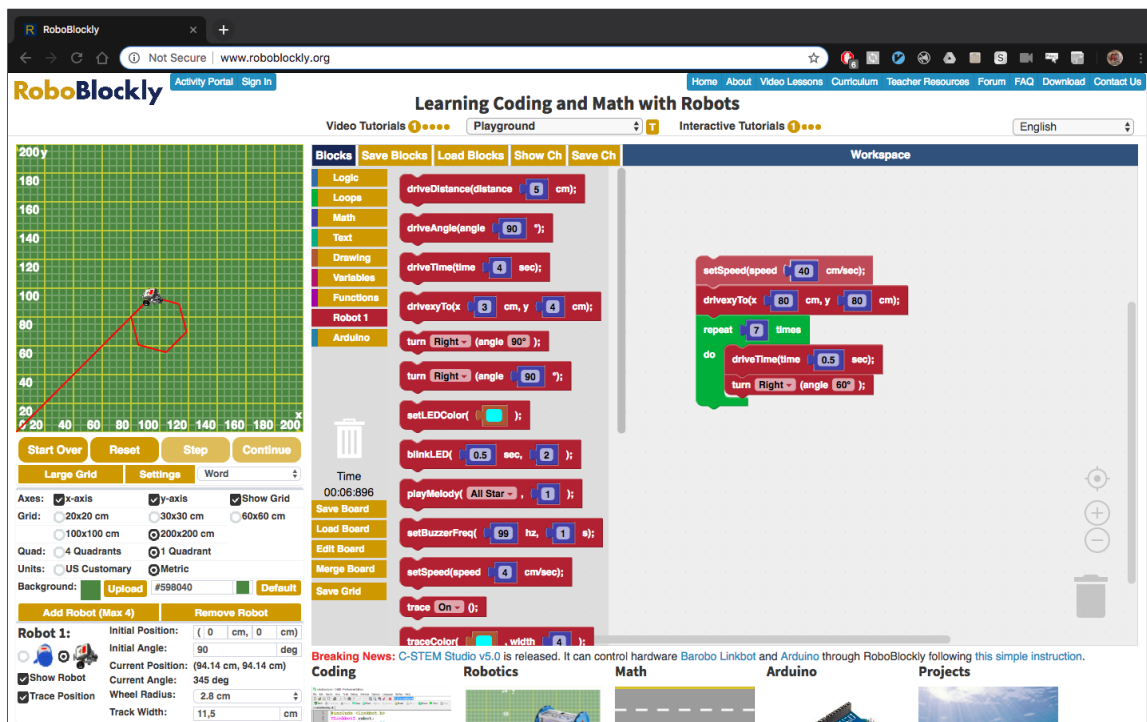 RoboBlockly
Not Secure | www.roboblockly.org
6
RoboBlockly
Activity Portal Sign In
Home About Video Lessons Curriculum Teacher Resources Forum FAQ Download Contact Us
Learning Coding and Math with Robots
Video Tutorials 1 Playground T Interactive Tutorials 1 English
Blocks Save Blocks Load Blocks Show Ch Save Ch Workspace
200 y
180
160
140
120
100
80
60
40
20
x
0 20 40 60 80 100 120 140 160 180 200
Start Over Reset Step Continue
Large Grid Settings Word
Axes: x-axis y-axis Show Grid
Grid: 20x20 cm 30x30 cm 60x60 cm
100x100 cm 200x200 cm
Quad: 4 Quadrants 1 Quadrant
Units: US Customary Metric
Background: Upload #598040 Default
Add Robot (Max 4) Remove Robot
Robot 1: Initial Position: ( 0 cm, 0 cm)
Initial Angle: 90 deg
Current Position: (94.14 cm, 94.14 cm)
Show Robot Current Angle: 345 deg
Trace Position Wheel Radius: 2.8 cm
Track Width: 11,5 cm
Logic
Loops
Math
Text
Drawing
Variables
Functions
Robot 1
Arduino
Time
00:06:896
Save Board
Load Board
Edit Board
Merge Board
Save Grid
driveDistance(distance 5 cm);
driveAngle(angle 90 °);
driveTime(time 4 sec);
drivexyTo(x 3 cm, y 4 cm);
turn Right (angle 90° );
turn Right (angle 90 °);
setLEDColor( );
blinkLED( 0.5 sec, 2 );
playMelody( All Star , 1 );
setBuzzerFreq( 99 hz, 1 s);
setSpeed(speed 4 cm/sec);
trace On ();
traceColor( , width 4 );
setSpeed(speed 40 cm/sec);
drivexyTo(x 80 cm, y 80 cm);
repeat 7 times
do driveTime(time 0.5 sec);
turn Right (angle 60° );
Breaking News: C-STEM Studio v5.0 is released. It can control hardware Barobo Linkbot and Arduino through RoboBlockly following this simple instruction.
Coding Robotics Math Arduino Projects